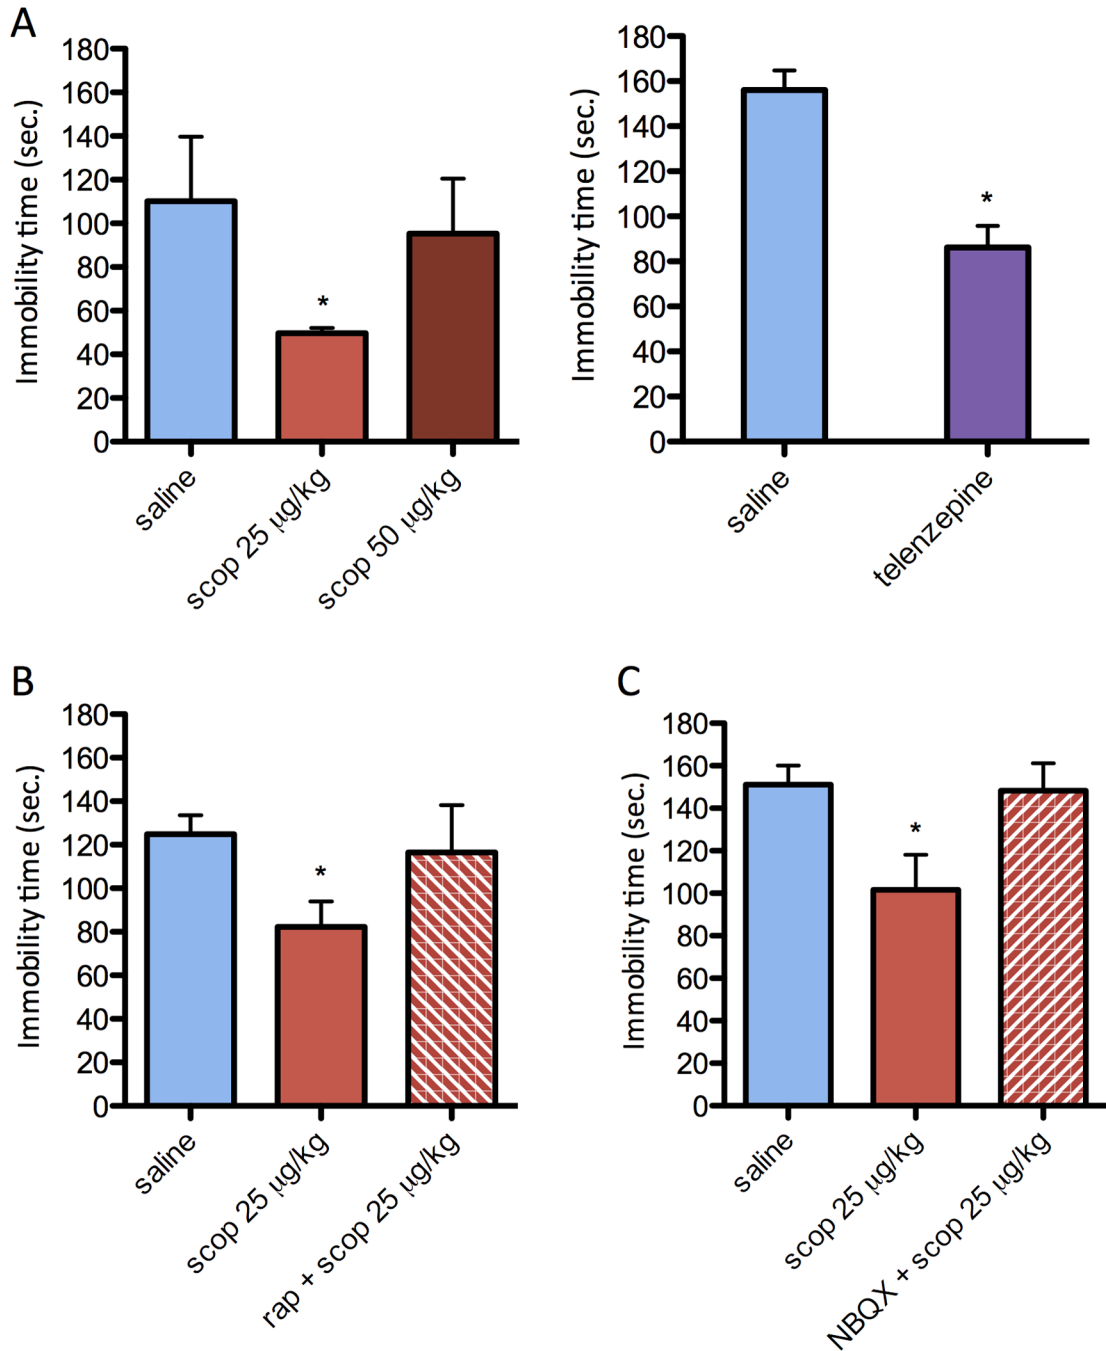 A
Immobility time (sec.)
180
160
140
120
100
80
60
40
20
0
*
saline
scop 25 μg/kg
scop 50 μg/kg
Immobility time (sec.)
180
160
140
120
100
80
60
40
20
0
*
saline
telenzepine
B
Immobility time (sec.)
180
160
140
120
100
80
60
40
20
0
*
saline
scop 25 μg/kg
rap + scop 25 μg/kg
C
Immobility time (sec.)
180
160
140
120
100
80
60
40
20
0
*
saline
scop 25 μg/kg
NBQX + scop 25 μg/kg